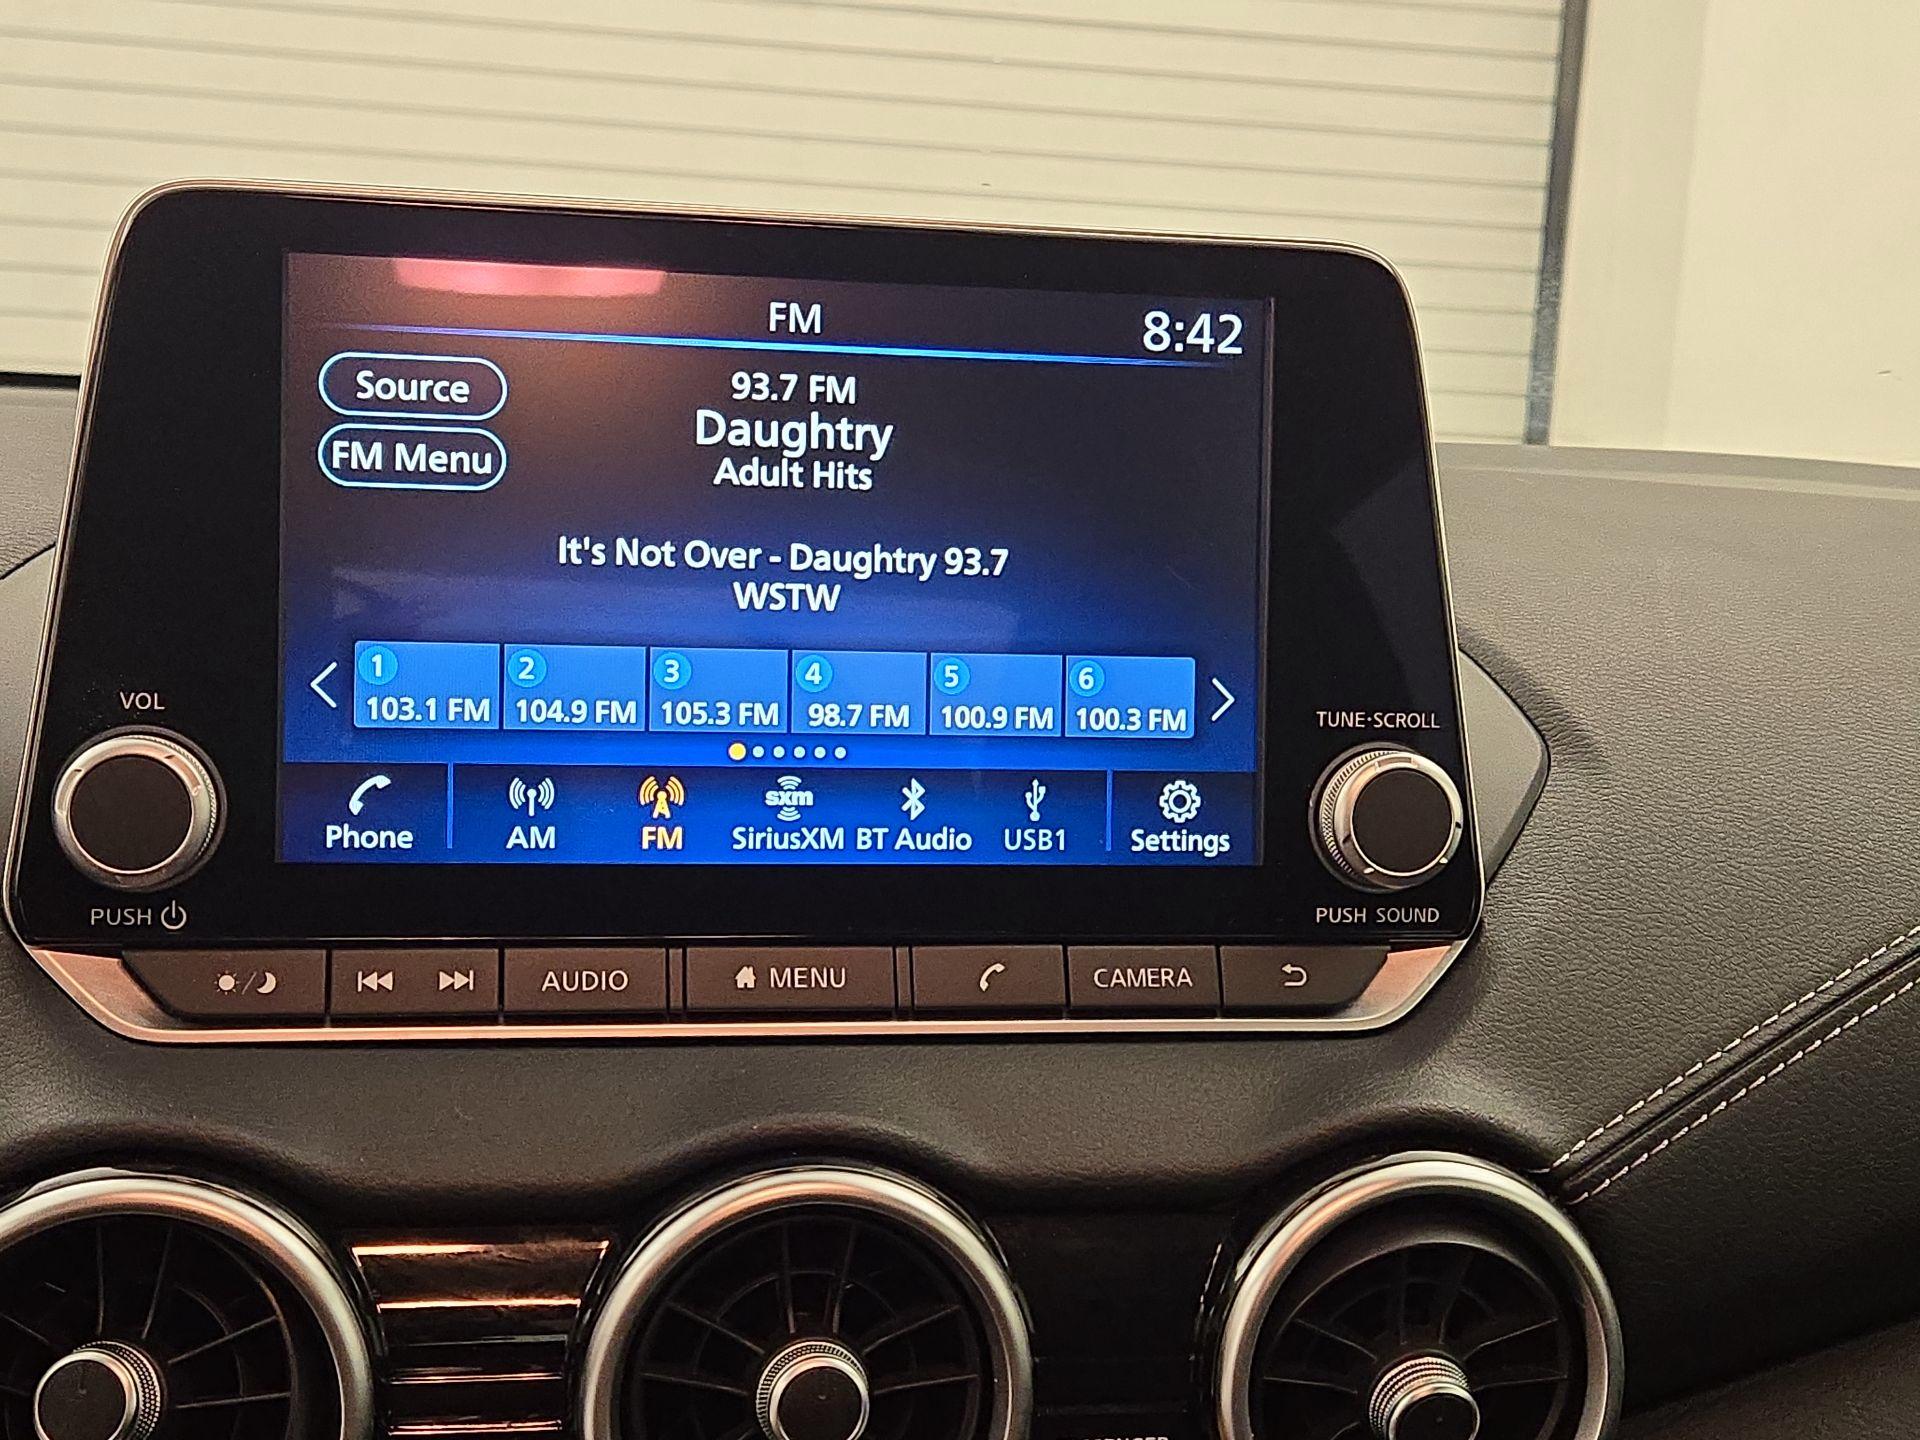 FM
8:42
Source
93.7 FM
Daughtry
FM Menu
Adult Hits
It's Not Over - Daughtry 93.7
WSTW
1 2 3 4 5 6
103.1 FM 104.9 FM 105.3 FM 98.7 FM 100.9 FM 100.3 FM
VOL
TUNE·SCROLL
sxm
Phone AM FM SiriusXM BT Audio USB1 Settings
PUSH
PUSH SOUND
AUDIO MENU CAMERA